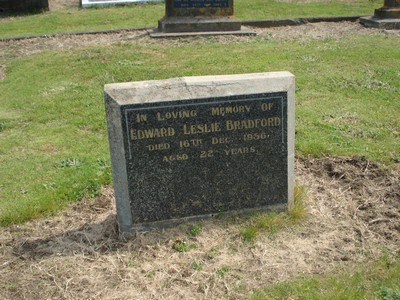 In Loving Memory of
Edward Leslie Bradford
Died 16th Dec. 1956.
Aged 22 Years.